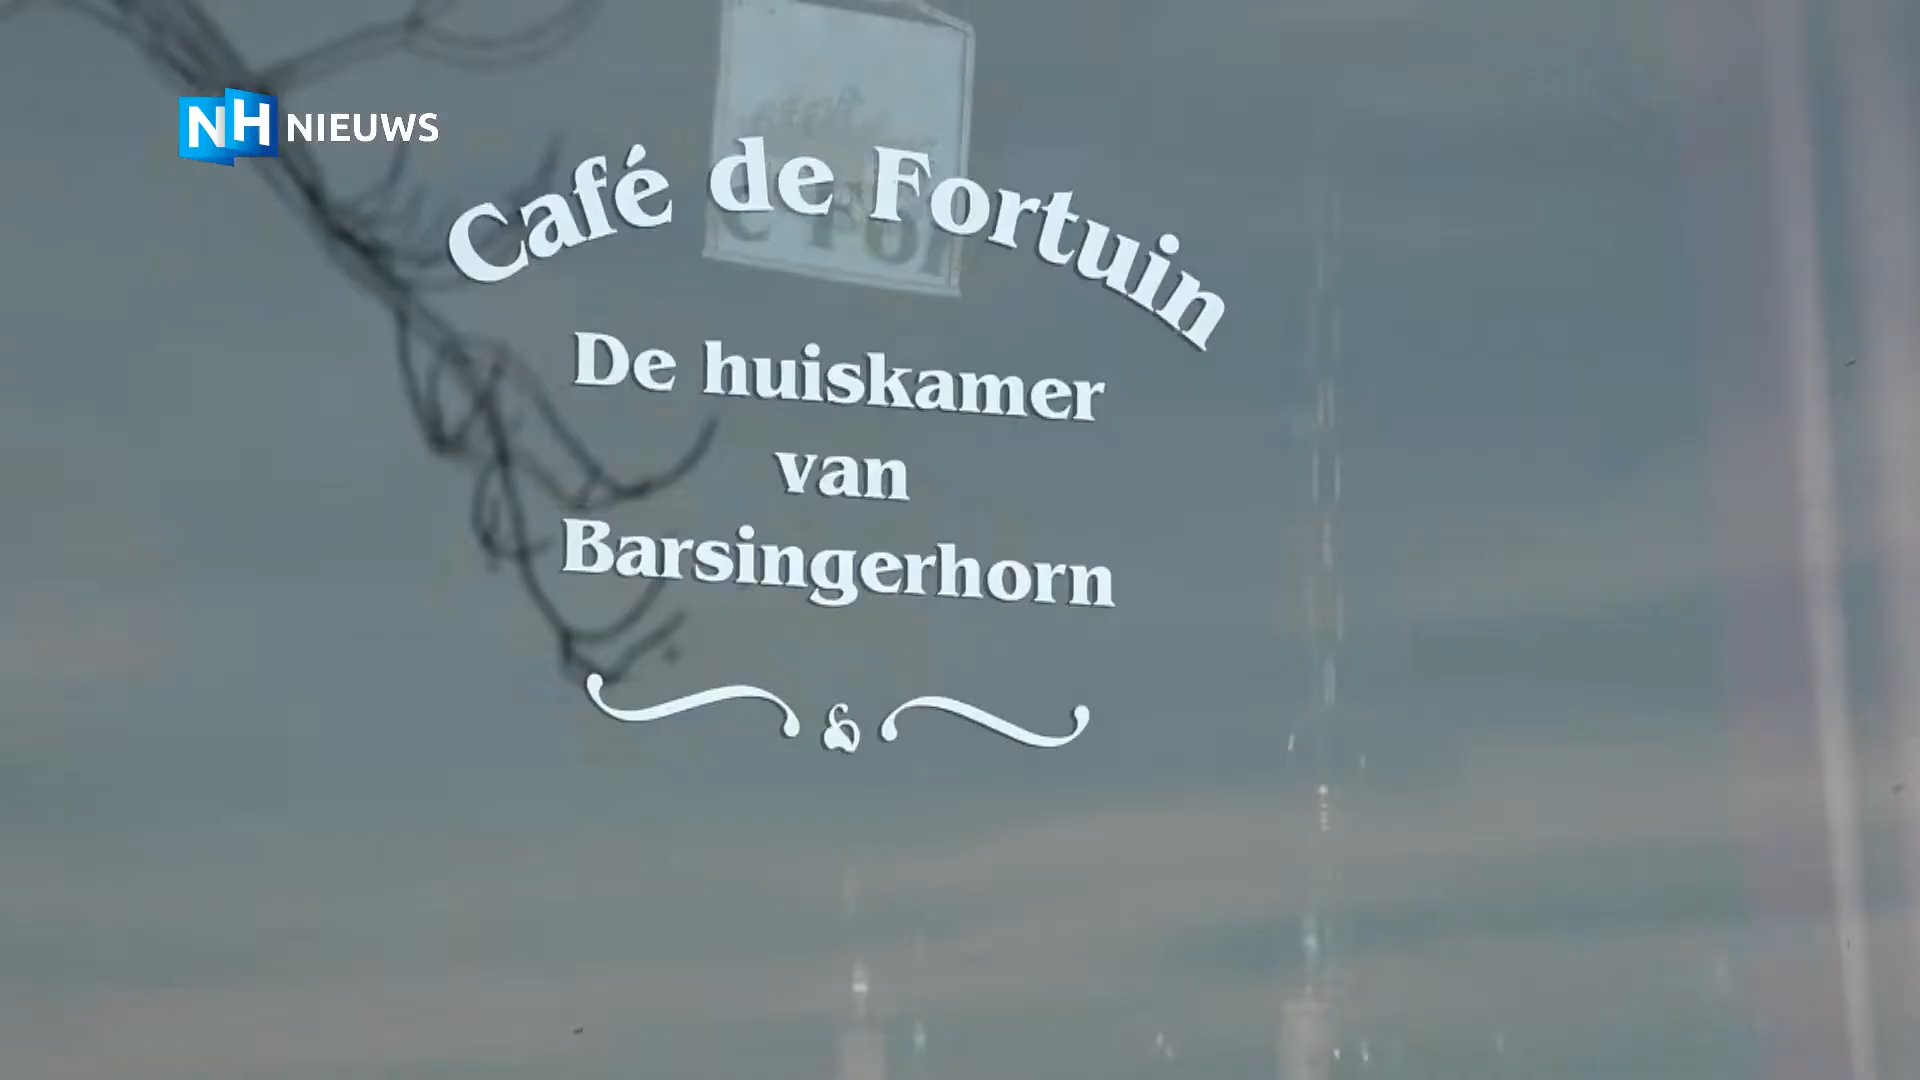 NH NIEUWS
Café de Fortuin
De huiskamer
van
Barsingerhorn